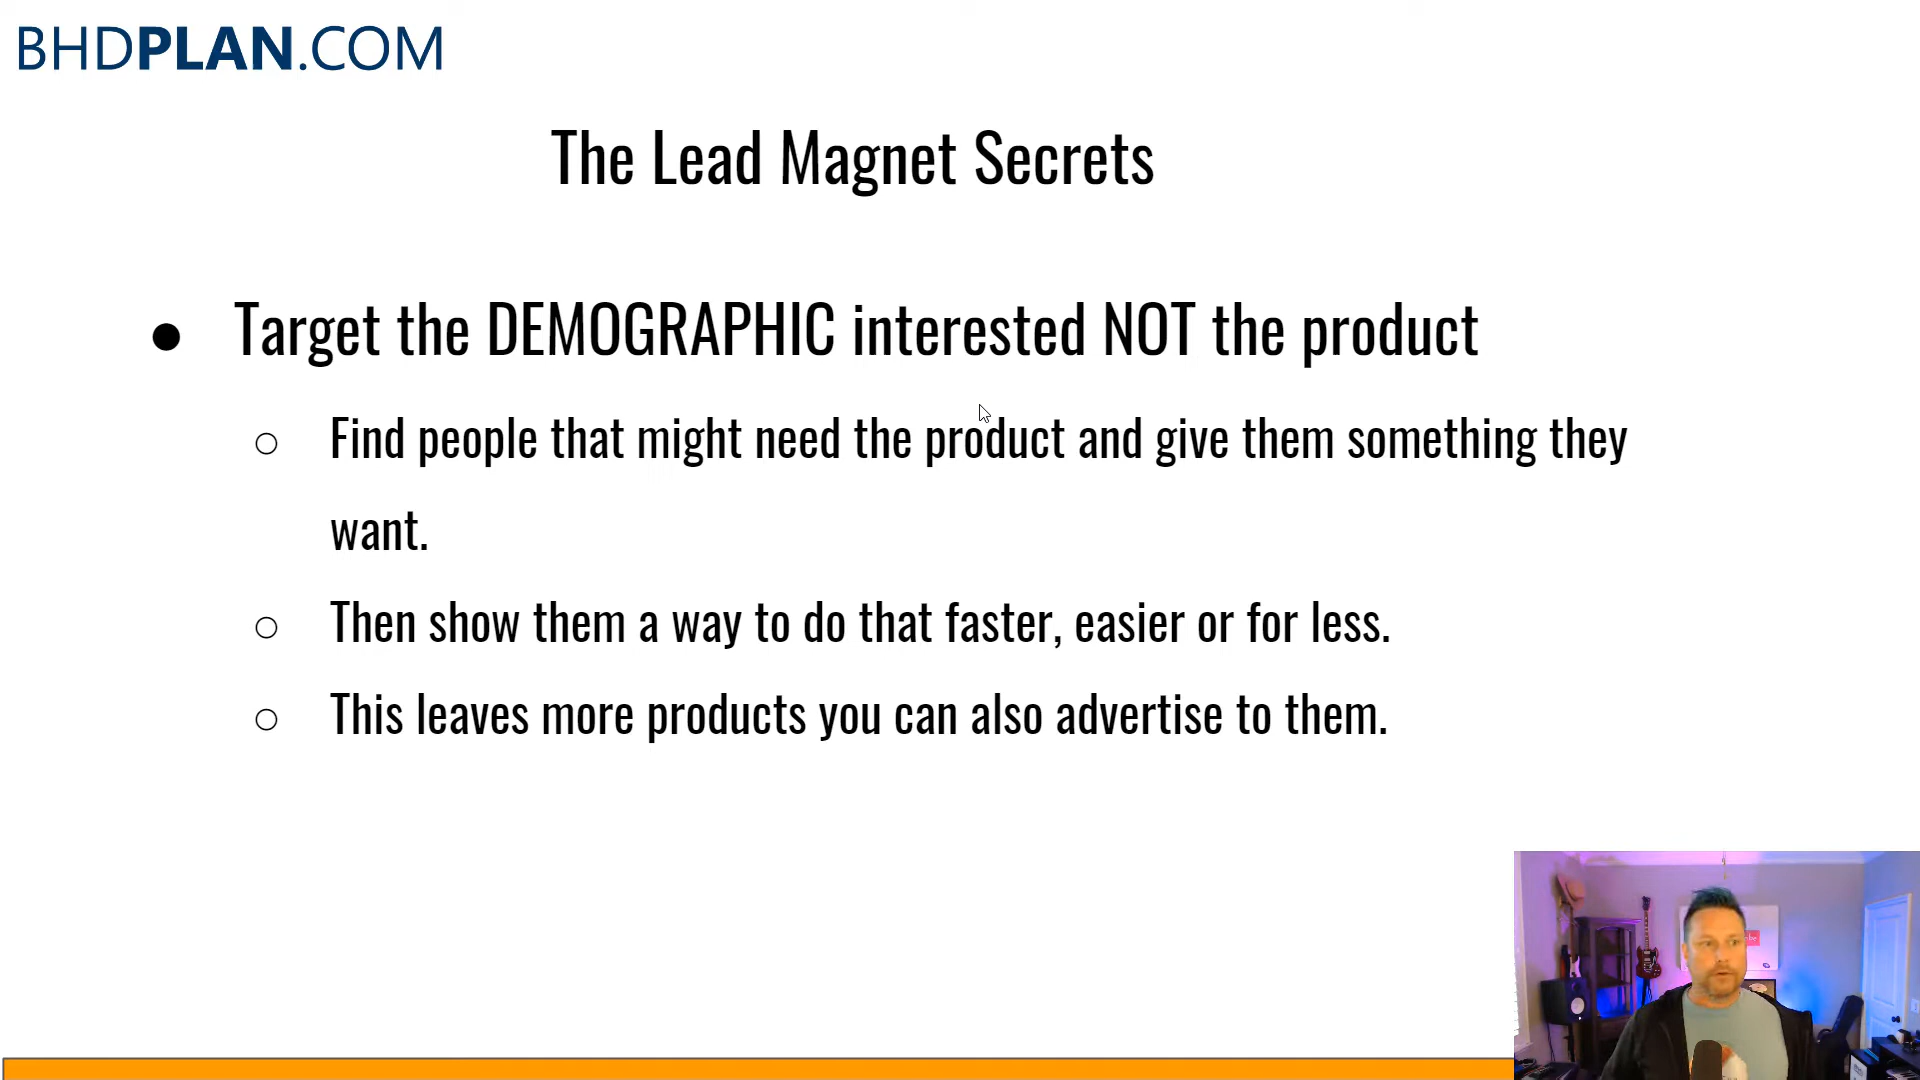 BHDPLAN.COM
The Lead Magnet Secrets
● Target the DEMOGRAPHIC interested NOT the product
○ Find people that might need the product and give them something they
want.
○ Then show them a way to do that faster, easier or for less.
○ This leaves more products you can also advertise to them.